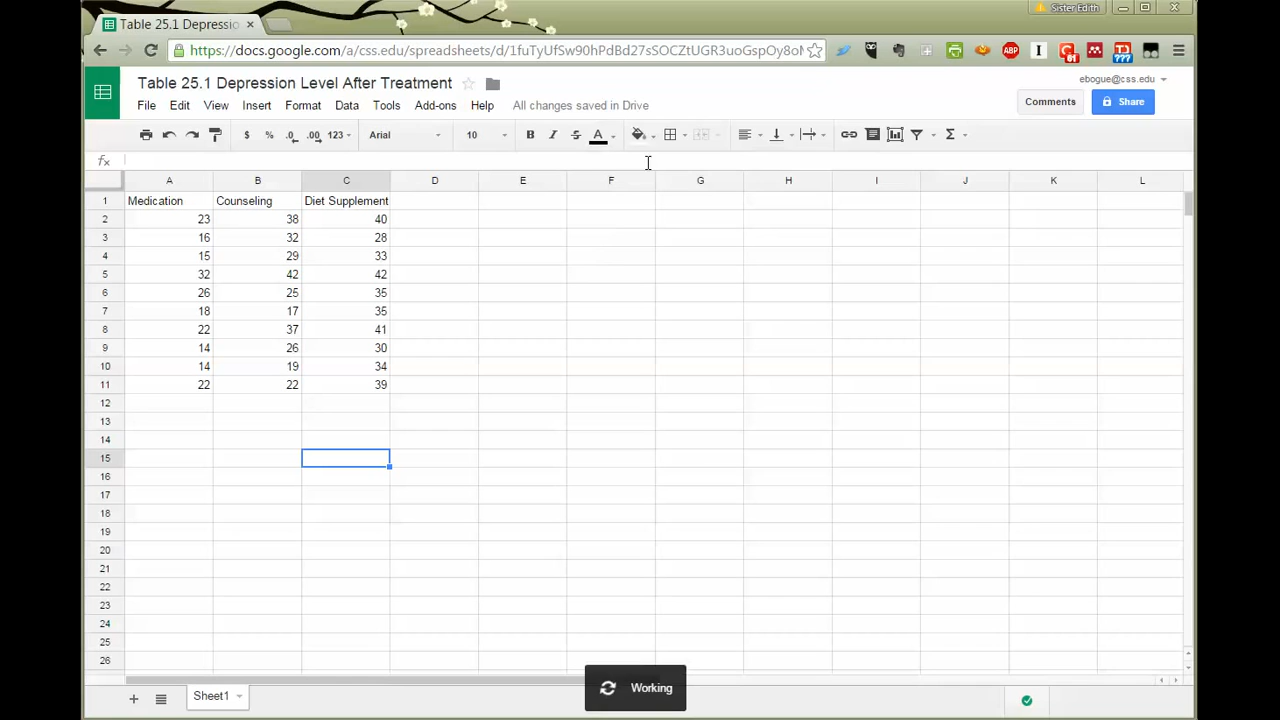 Sister Edith
Table 25.1 Depressio
https://docs.google.com/a/css.edu/spreadsheets/d/1fuTyUfSw90hPdBd27sSOCZtUGR3uoGspOy8oM
Table 25.1 Depression Level After Treatment
ebogue@css.edu
File Edit View Insert Format Data Tools Add-ons Help All changes saved in Drive
Comments Share
$ % .0 .00 123 Arial 10 B I S A Σ
fx
A B C D E F G H I J K L
1 Medication Counseling Diet Supplement
2 23 38 40
3 16 32 28
4 15 29 33
5 32 42 42
6 26 25 35
7 18 17 35
8 22 37 41
9 14 26 30
10 14 19 34
11 22 22 39
12
13
14
15
16
17
18
19
20
21
22
23
24
25
26
Working
Sheet1